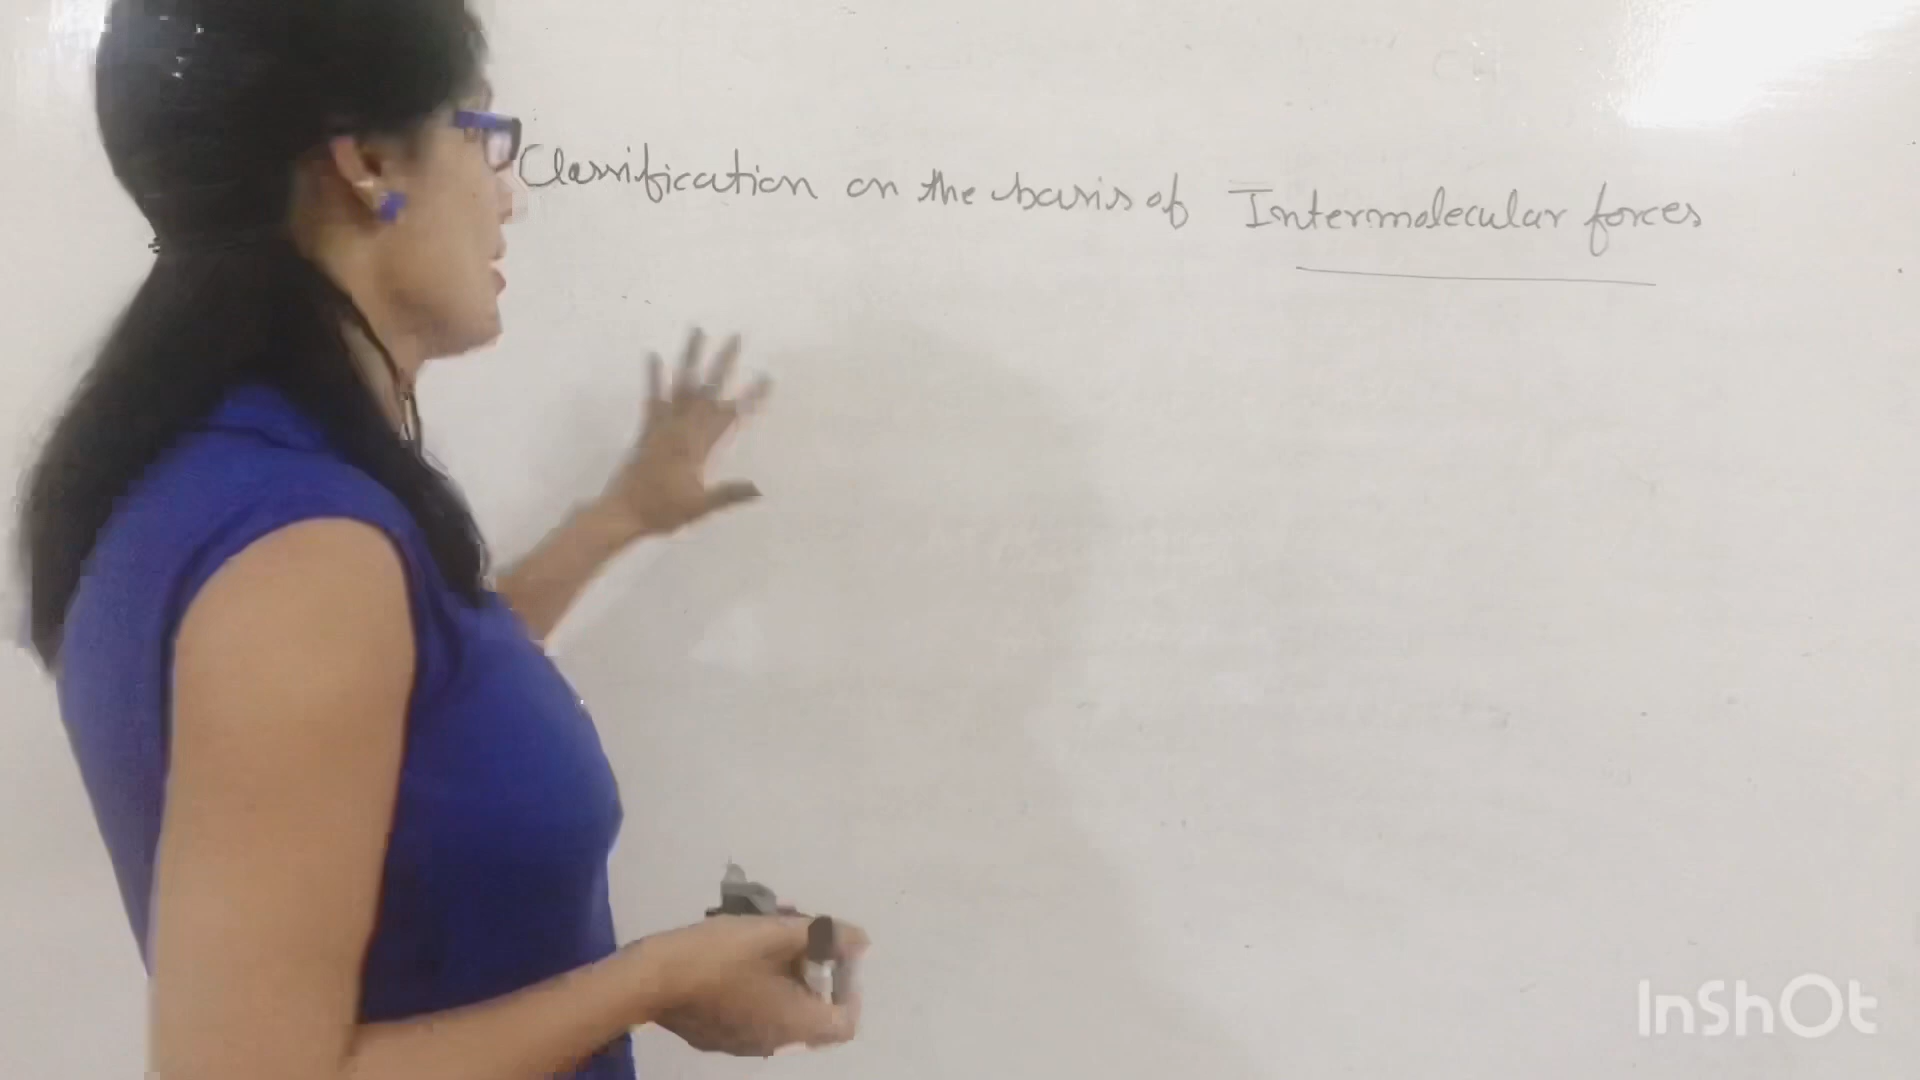 Classification on the basis of Intermolecular forces
InShOt